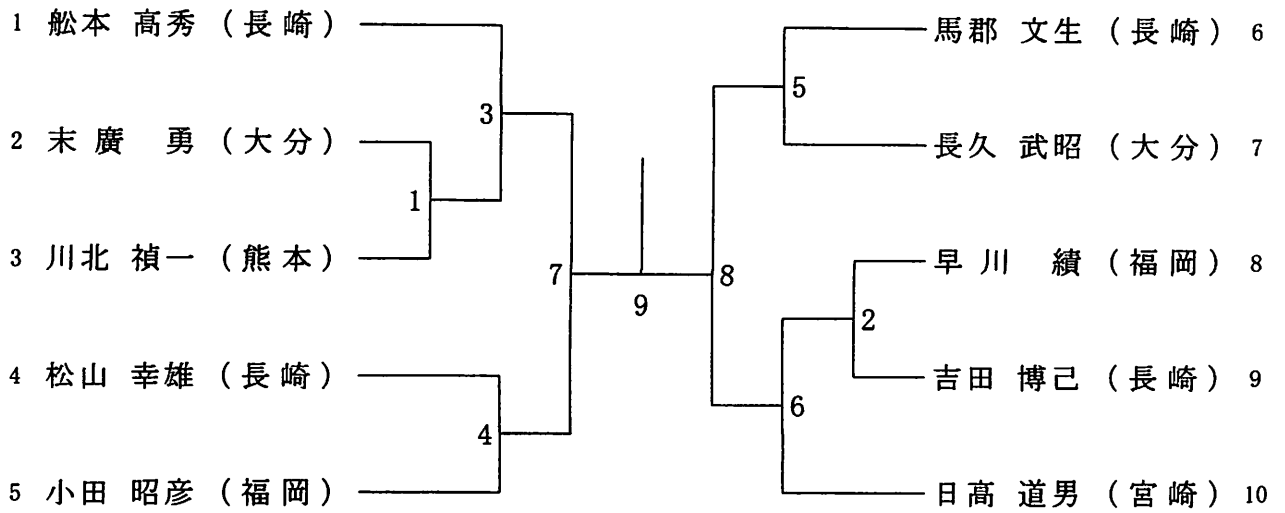 1 舩本 高秀 (長崎)
2 末廣 勇 (大分)
3 川北 禎一 (熊本)
4 松山 幸雄 (長崎)
5 小田 昭彦 (福岡)
3
1
7
4
9
8
5
2
6
馬郡 文生 (長崎) 6
長久 武昭 (大分) 7
早川 績 (福岡) 8
吉田 博己 (長崎) 9
日髙 道男 (宮崎) 10